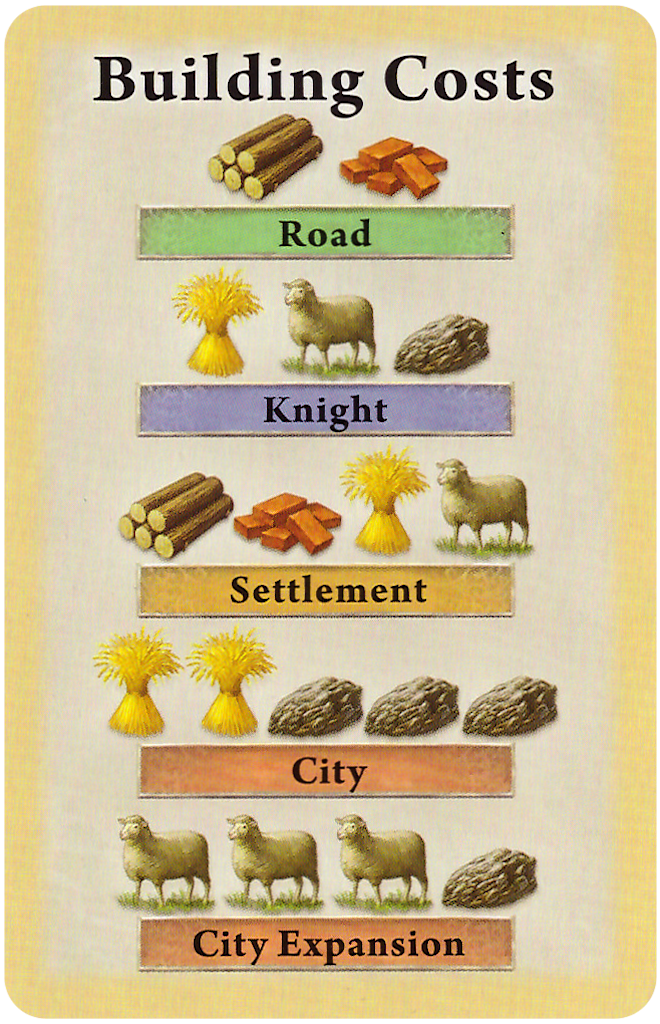 Building Costs
Road
Knight
Settlement
City
City Expansion